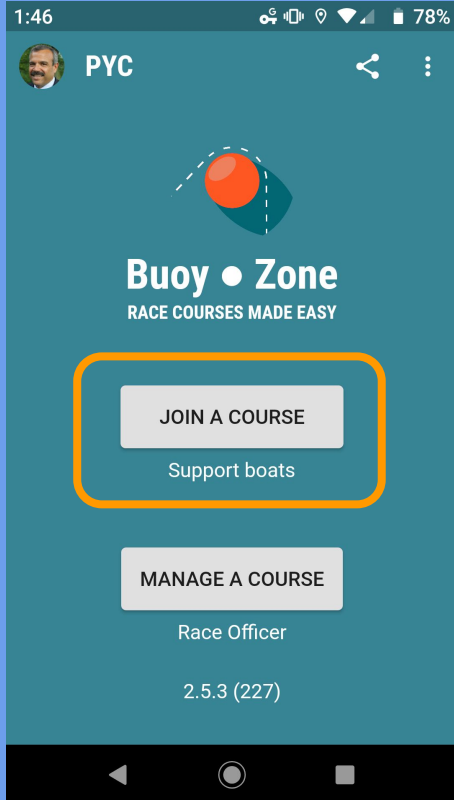 1:46 G 78%
PYC
Buoy ● Zone
RACE COURSES MADE EASY
JOIN A COURSE
Support boats
MANAGE A COURSE
Race Officer
2.5.3 (227)